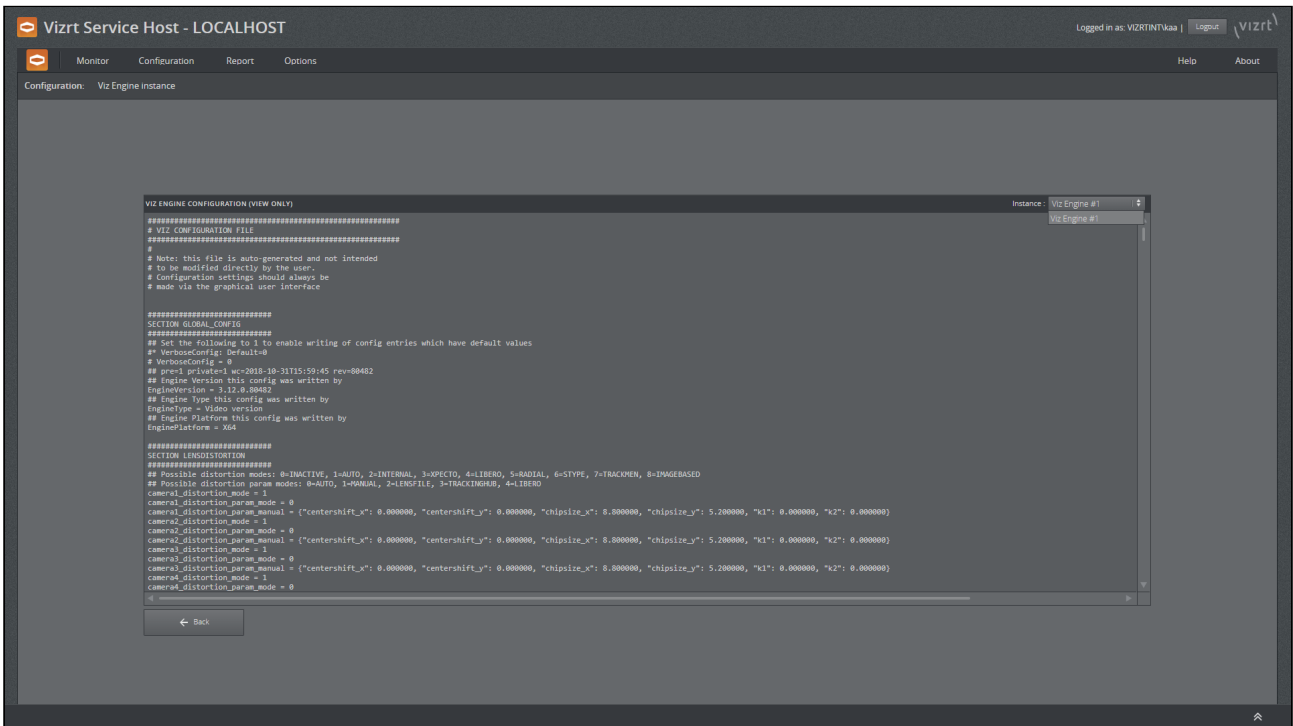 Vizrt Service Host - LOCALHOST
Logged in as: VIZRTINT\kaa | Logout vizrt
Monitor Configuration Report Options Help About
Configuration: Viz Engine instance
VIZ ENGINE CONFIGURATION (VIEW ONLY) Instance : Viz Engine #1
Viz Engine #1
#########################################################
# VIZ CONFIGURATION FILE
#########################################################
#
# Note: this file is auto-generated and not intended
# to be modified directly by the user.
# Configuration settings should always be
# made via the graphical user interface
############################
SECTION GLOBAL_CONFIG
############################
## Set the following to 1 to enable writing of config entries which have default values
#* VerboseConfig: Default=0
# VerboseConfig = 0
## pre=1 private=1 wc=2018-10-31T15:59:45 rev=80482
## Engine Version this config was written by
EngineVersion = 3.12.0.80482
## Engine Type this config was written by
EngineType = Video version
## Engine Platform this config was written by
EnginePlatform = X64
############################
SECTION LENSDISTORTION
############################
## Possible distortion modes: 0=INACTIVE, 1=AUTO, 2=INTERNAL, 3=XPECTO, 4=LIBERO, 5=RADIAL, 6=STYPE, 7=TRACKMEN, 8=IMAGEBASED
## Possible distortion param modes: 0=AUTO, 1=MANUAL, 2=LENSFILE, 3=TRACKINGHUB, 4=LIBERO
camera1_distortion_mode = 1
camera1_distortion_param_mode = 0
camera1_distortion_param_manual = {"centershift_x": 0.000000, "centershift_y": 0.000000, "chipsize_x": 8.800000, "chipsize_y": 5.200000, "k1": 0.000000, "k2": 0.000000}
camera2_distortion_mode = 1
camera2_distortion_param_mode = 0
camera2_distortion_param_manual = {"centershift_x": 0.000000, "centershift_y": 0.000000, "chipsize_x": 8.800000, "chipsize_y": 5.200000, "k1": 0.000000, "k2": 0.000000}
camera3_distortion_mode = 1
camera3_distortion_param_mode = 0
camera3_distortion_param_manual = {"centershift_x": 0.000000, "centershift_y": 0.000000, "chipsize_x": 8.800000, "chipsize_y": 5.200000, "k1": 0.000000, "k2": 0.000000}
camera4_distortion_mode = 1
camera4_distortion_param_mode = 0
← Back